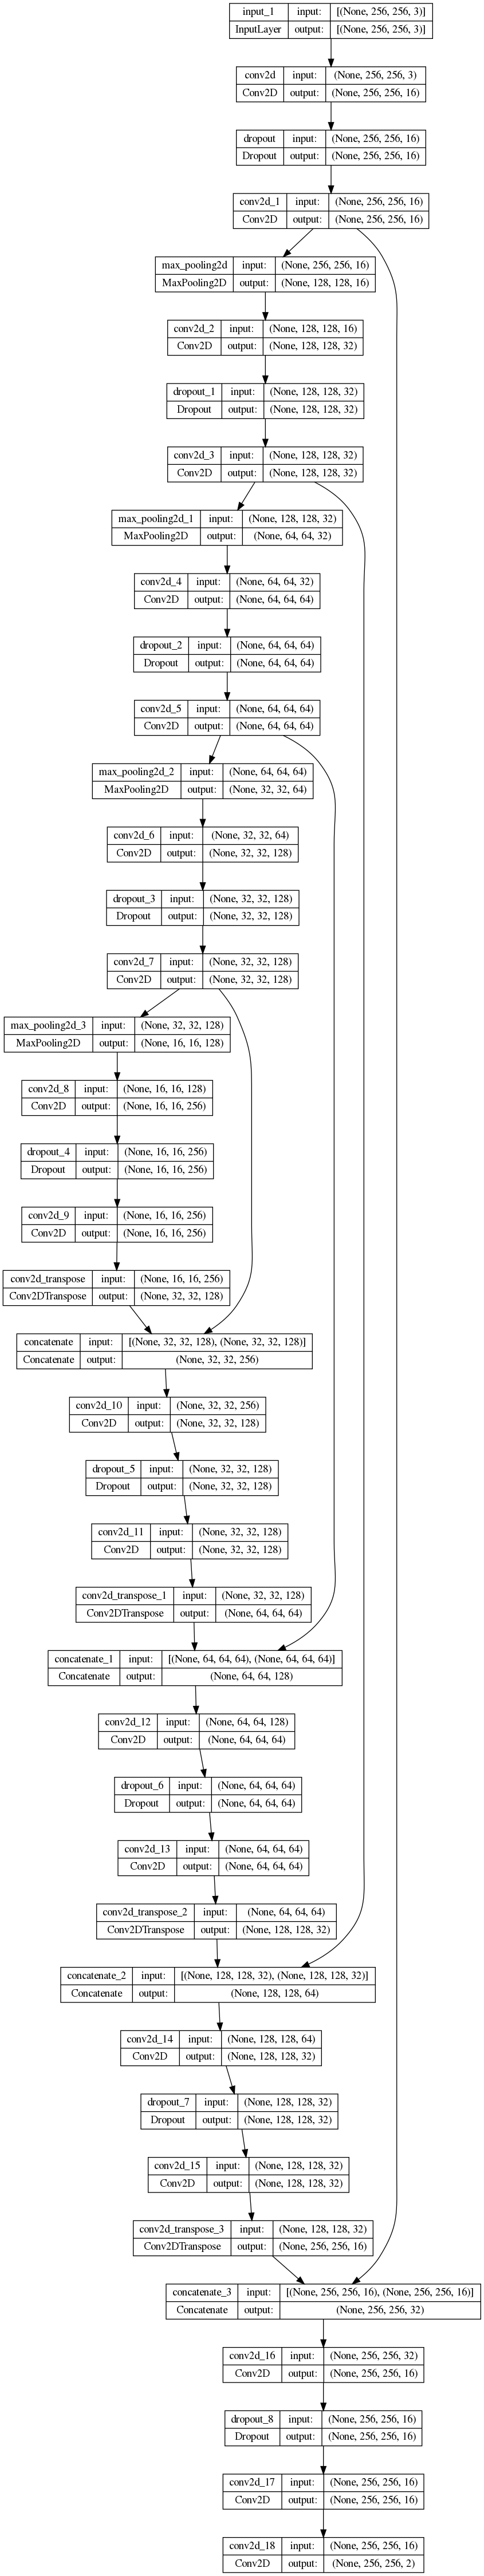 input_1 input: [(None, 256, 256, 3)]
InputLayer output: [(None, 256, 256, 3)]
conv2d input: (None, 256, 256, 3)
Conv2D output: (None, 256, 256, 16)
dropout input: (None, 256, 256, 16)
Dropout output: (None, 256, 256, 16)
conv2d_1 input: (None, 256, 256, 16)
Conv2D output: (None, 256, 256, 16)
max_pooling2d input: (None, 256, 256, 16)
MaxPooling2D output: (None, 128, 128, 16)
conv2d_2 input: (None, 128, 128, 16)
Conv2D output: (None, 128, 128, 32)
dropout_1 input: (None, 128, 128, 32)
Dropout output: (None, 128, 128, 32)
conv2d_3 input: (None, 128, 128, 32)
Conv2D output: (None, 128, 128, 32)
max_pooling2d_1 input: (None, 128, 128, 32)
MaxPooling2D output: (None, 64, 64, 32)
conv2d_4 input: (None, 64, 64, 32)
Conv2D output: (None, 64, 64, 64)
dropout_2 input: (None, 64, 64, 64)
Dropout output: (None, 64, 64, 64)
conv2d_5 input: (None, 64, 64, 64)
Conv2D output: (None, 64, 64, 64)
max_pooling2d_2 input: (None, 64, 64, 64)
MaxPooling2D output: (None, 32, 32, 64)
conv2d_6 input: (None, 32, 32, 64)
Conv2D output: (None, 32, 32, 128)
dropout_3 input: (None, 32, 32, 128)
Dropout output: (None, 32, 32, 128)
conv2d_7 input: (None, 32, 32, 128)
Conv2D output: (None, 32, 32, 128)
max_pooling2d_3 input: (None, 32, 32, 128)
MaxPooling2D output: (None, 16, 16, 128)
conv2d_8 input: (None, 16, 16, 128)
Conv2D output: (None, 16, 16, 256)
dropout_4 input: (None, 16, 16, 256)
Dropout output: (None, 16, 16, 256)
conv2d_9 input: (None, 16, 16, 256)
Conv2D output: (None, 16, 16, 256)
conv2d_transpose input: (None, 16, 16, 256)
Conv2DTranspose output: (None, 32, 32, 128)
concatenate input: [(None, 32, 32, 128), (None, 32, 32, 128)]
Concatenate output: (None, 32, 32, 256)
conv2d_10 input: (None, 32, 32, 256)
Conv2D output: (None, 32, 32, 128)
dropout_5 input: (None, 32, 32, 128)
Dropout output: (None, 32, 32, 128)
conv2d_11 input: (None, 32, 32, 128)
Conv2D output: (None, 32, 32, 128)
conv2d_transpose_1 input: (None, 32, 32, 128)
Conv2DTranspose output: (None, 64, 64, 64)
concatenate_1 input: [(None, 64, 64, 64), (None, 64, 64, 64)]
Concatenate output: (None, 64, 64, 128)
conv2d_12 input: (None, 64, 64, 128)
Conv2D output: (None, 64, 64, 64)
dropout_6 input: (None, 64, 64, 64)
Dropout output: (None, 64, 64, 64)
conv2d_13 input: (None, 64, 64, 64)
Conv2D output: (None, 64, 64, 64)
conv2d_transpose_2 input: (None, 64, 64, 64)
Conv2DTranspose output: (None, 128, 128, 32)
concatenate_2 input: [(None, 128, 128, 32), (None, 128, 128, 32)]
Concatenate output: (None, 128, 128, 64)
conv2d_14 input: (None, 128, 128, 64)
Conv2D output: (None, 128, 128, 32)
dropout_7 input: (None, 128, 128, 32)
Dropout output: (None, 128, 128, 32)
conv2d_15 input: (None, 128, 128, 32)
Conv2D output: (None, 128, 128, 32)
conv2d_transpose_3 input: (None, 128, 128, 32)
Conv2DTranspose output: (None, 256, 256, 16)
concatenate_3 input: [(None, 256, 256, 16), (None, 256, 256, 16)]
Concatenate output: (None, 256, 256, 32)
conv2d_16 input: (None, 256, 256, 32)
Conv2D output: (None, 256, 256, 16)
dropout_8 input: (None, 256, 256, 16)
Dropout output: (None, 256, 256, 16)
conv2d_17 input: (None, 256, 256, 16)
Conv2D output: (None, 256, 256, 16)
conv2d_18 input: (None, 256, 256, 16)
Conv2D output: (None, 256, 256, 2)